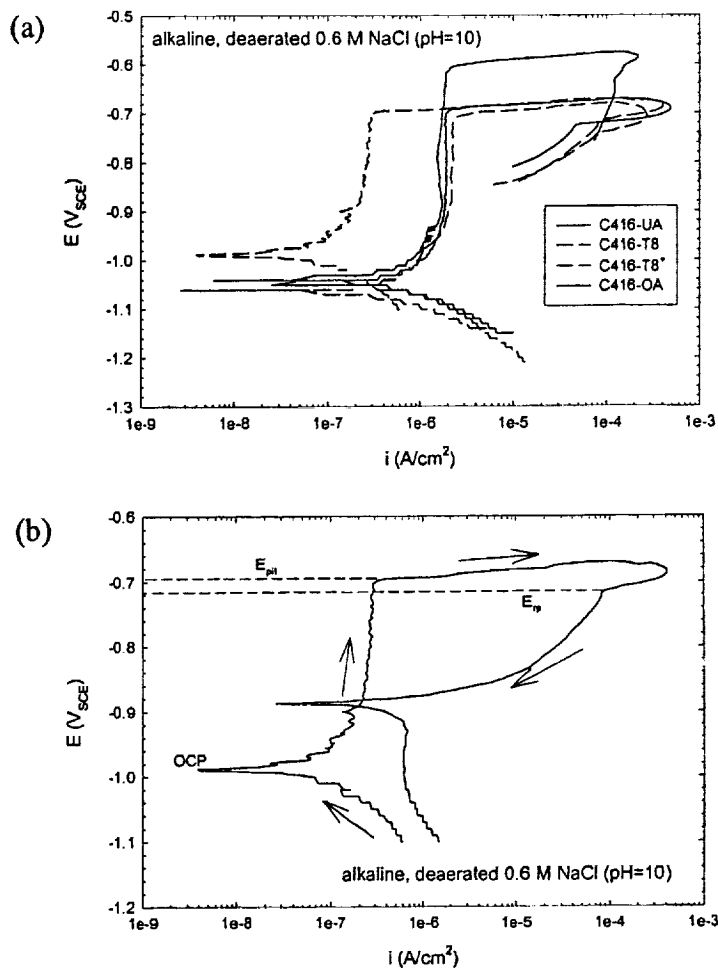 (a)
alkaline, deaerated 0.6 M NaCl (pH=10)
-0.5
-0.6
-0.7
-0.8
-0.9
-1.0
-1.1
-1.2
-1.3
E (V_SCE)
C416-UA
C416-T8
C416-T8*
C416-OA
1e-9
1e-8
1e-7
1e-6
1e-5
1e-4
1e-3
i (A/cm²)
(b)
-0.6
-0.7
-0.8
-0.9
-1.0
-1.1
-1.2
E (V_SCE)
E_pit
E_rp
OCP
alkaline, deaerated 0.6 M NaCl (pH=10)
1e-9
1e-8
1e-7
1e-6
1e-5
1e-4
1e-3
i (A/cm²)